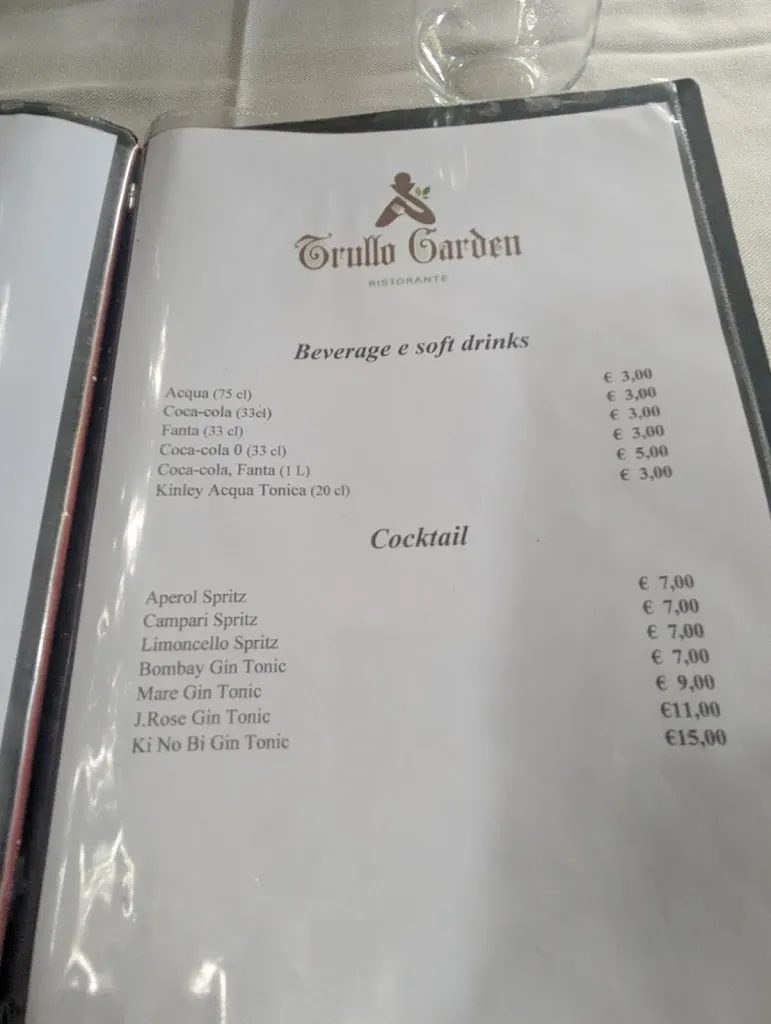 Trullo Garden
RISTORANTE
Beverage e soft drinks
Acqua (75 cl) € 3,00
Coca-cola (33cl) € 3,00
Fanta (33 cl) € 3,00
Coca-cola 0 (33 cl) € 3,00
Coca-cola, Fanta (1 L) € 5,00
Kinley Acqua Tonica (20 cl) € 3,00
Cocktail
Aperol Spritz € 7,00
Campari Spritz € 7,00
Limoncello Spritz € 7,00
Bombay Gin Tonic € 7,00
Mare Gin Tonic € 9,00
J.Rose Gin Tonic €11,00
Ki No Bi Gin Tonic €15,00